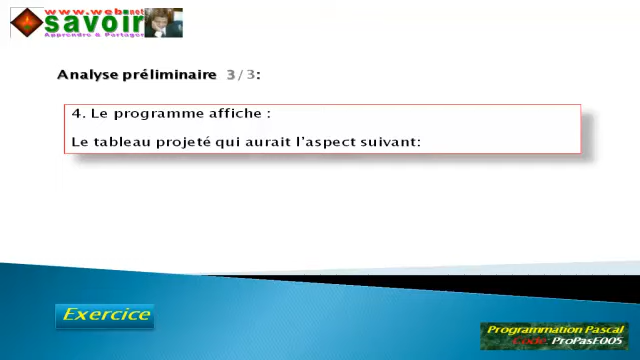 www.webnet
savoir
Apprendre & Partager
Analyse préliminaire 3/3:
4. Le programme affiche :
Le tableau projeté qui aurait l'aspect suivant:
Exercice
Programmation Pascal
Code: ProPasE005